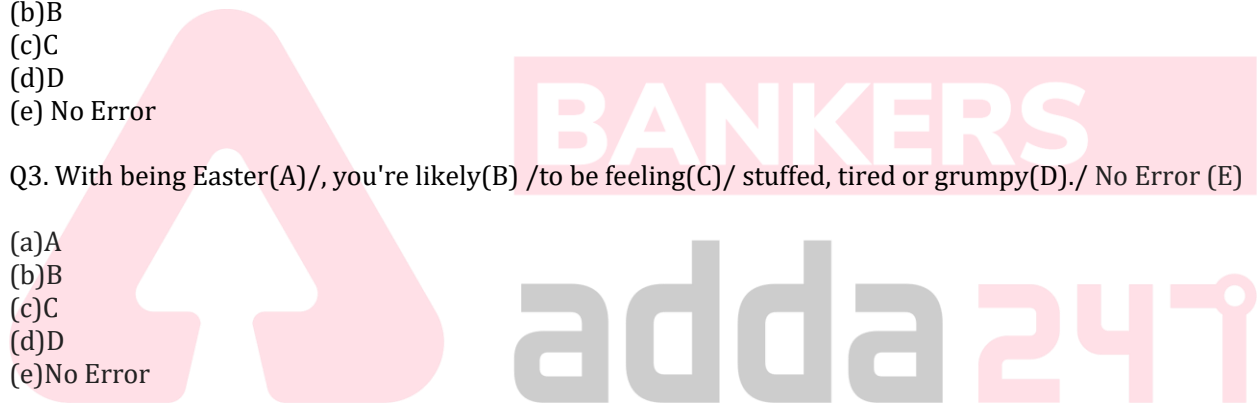 (b)B
(c)C
(d)D
(e) No Error
BANKERS
Q3. With being Easter(A)/, you're likely(B) /to be feeling(C)/ stuffed, tired or grumpy(D)./ No Error (E)
(a)A
(b)B
(c)C
(d)D
(e)No Error
adda 247